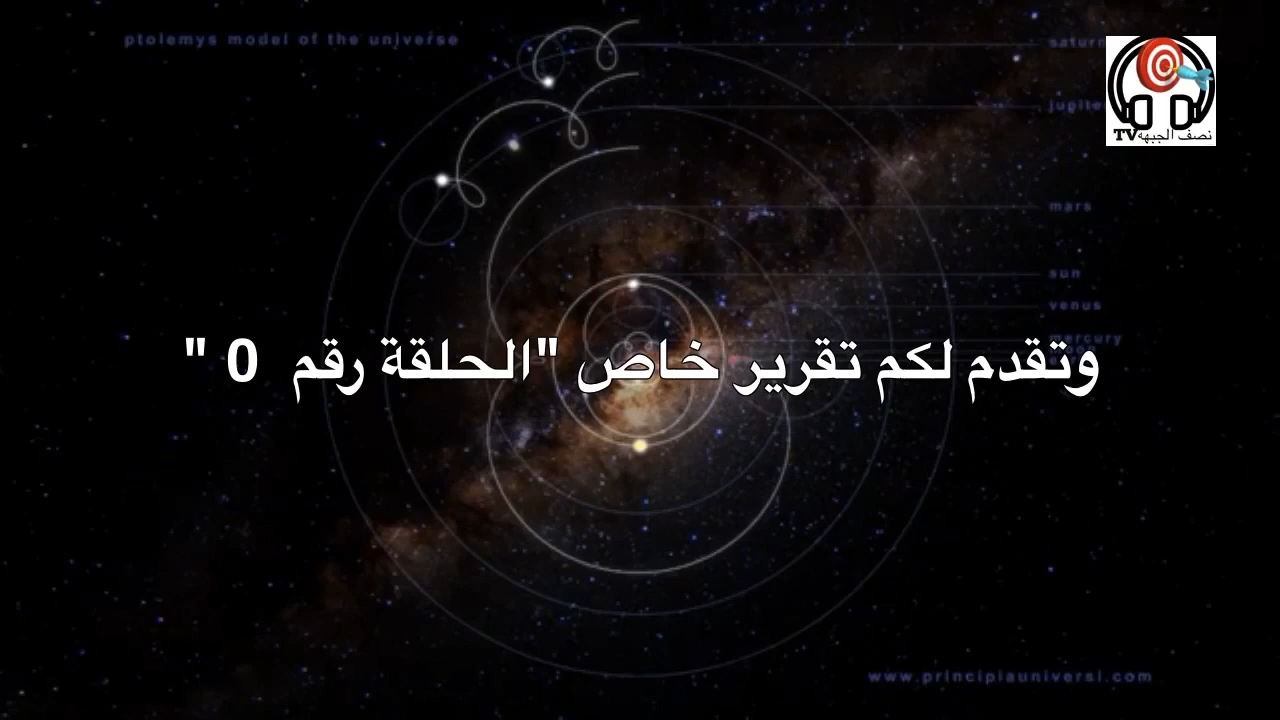 ptolemys model of the universe
saturn
jupiter
TV نصف الجبهه
mars
sun
venus
mercury
وتقدم لكم تقرير خاص "الحلقة رقم 0 "
www.principiauniversi.com